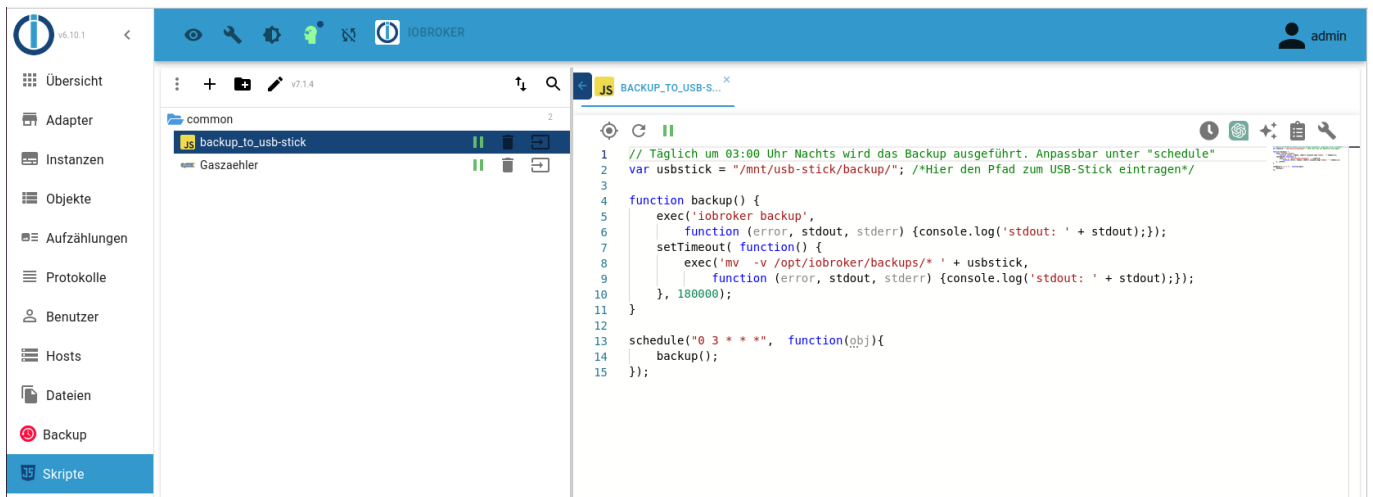 v6.10.1
IOBROKER
admin
Übersicht
Adapter
Instanzen
Objekte
Aufzählungen
Protokolle
Benutzer
Hosts
Dateien
Backup
Skripte
v7.1.4
common 2
JS backup_to_usb-stick
Gaszaehler
JS BACKUP_TO_USB-S... ×
1 // Täglich um 03:00 Uhr Nachts wird das Backup ausgeführt. Anpassbar unter "schedule"
2 var usbstick = "/mnt/usb-stick/backup/"; /*Hier den Pfad zum USB-Stick eintragen*/
3
4 function backup() {
5     exec('iobroker backup',
6         function (error, stdout, stderr) {console.log('stdout: ' + stdout);});
7     setTimeout( function() {
8         exec('mv  -v /opt/iobroker/backups/* ' + usbstick,
9             function (error, stdout, stderr) {console.log('stdout: ' + stdout);});
10     }, 180000);
11 }
12
13 schedule("0 3 * * *",  function(obj){
14     backup();
15 });